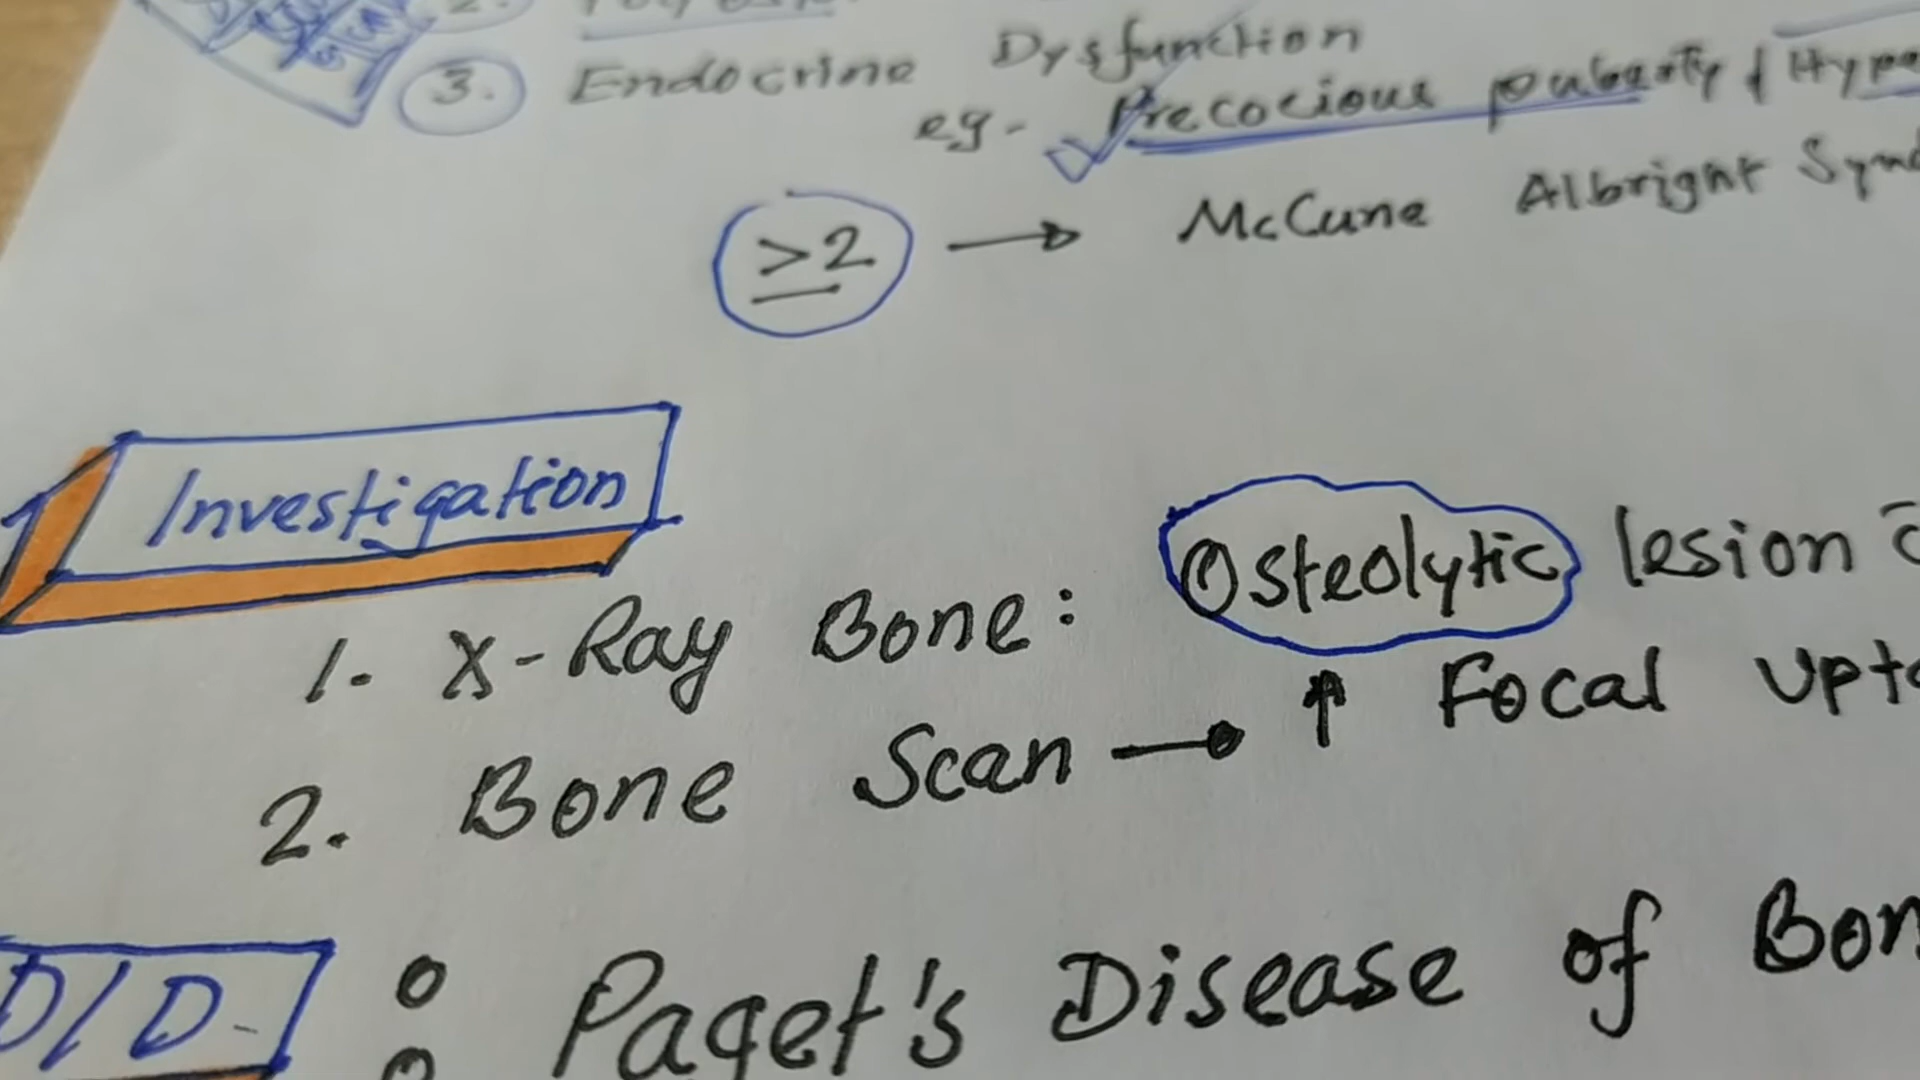 3. Endocrine Dysfunction
eg- Precocious puberty &
≥2 → McCune Albright
Investigation
1. X-Ray Bone: Osteolytic lesion
2. Bone Scan → ↑ Focal
D/D
Paget's Disease of